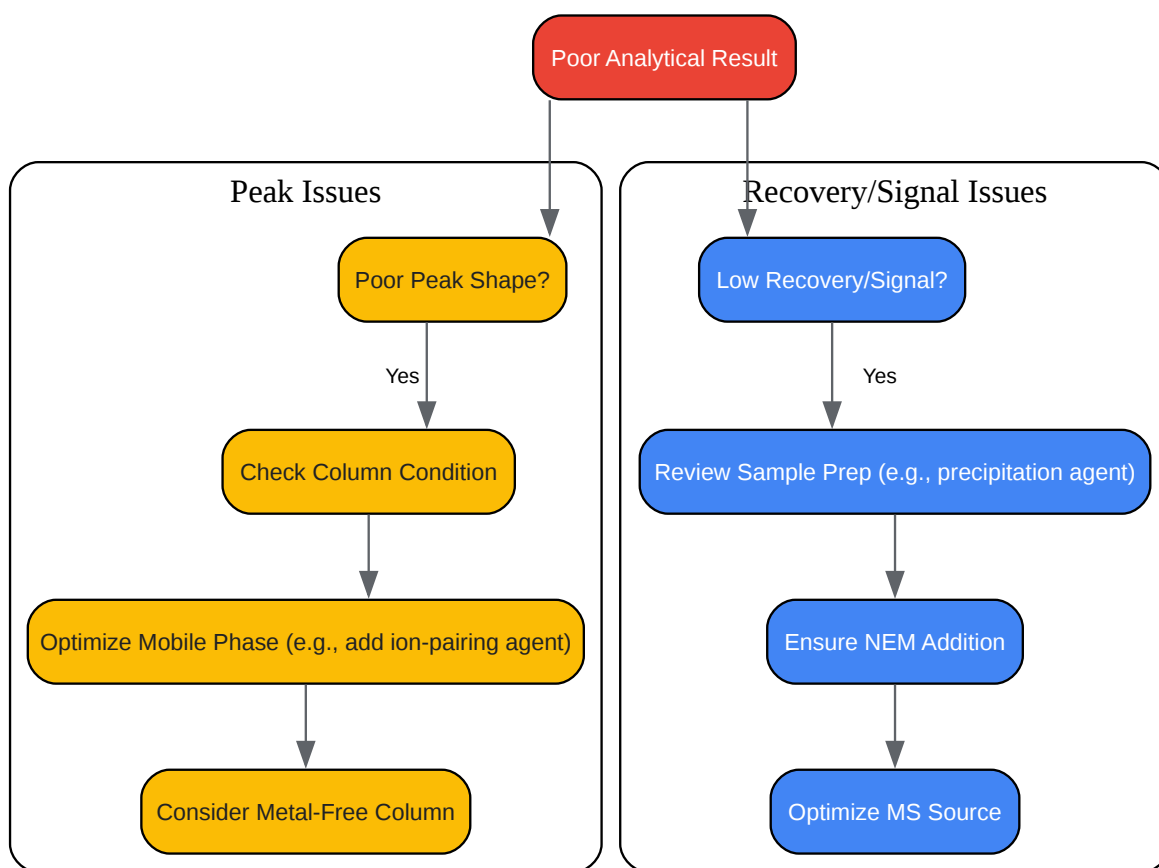 Poor Analytical Result
Peak Issues
Poor Peak Shape?
Yes
Check Column Condition
Optimize Mobile Phase (e.g., add ion-pairing agent)
Consider Metal-Free Column
Recovery/Signal Issues
Low Recovery/Signal?
Yes
Review Sample Prep (e.g., precipitation agent)
Ensure NEM Addition
Optimize MS Source